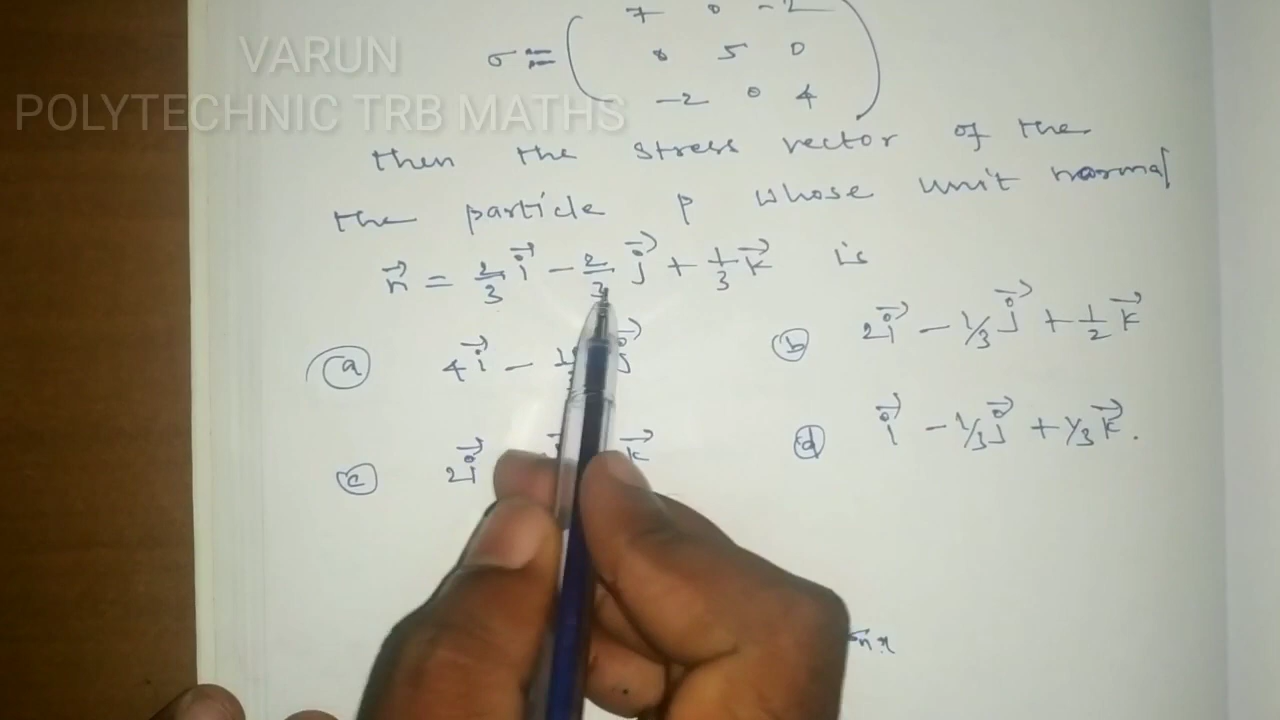 VARUN
POLYTECHNIC TRB MATHS
7 0 -2
σ = 0 5 0
-2 0 4
then the stress vector of the
the particle p whose unit normal
n⃗ = 2/3 i⃗ - 2/3 j⃗ + 1/3 k⃗ is
(a) 4i⃗ - j⃗
(b) 2i⃗ - 1/3 j⃗ + 1/2 k⃗
(c) 2i⃗ k⃗
(d) i⃗ - 1/3 j⃗ + 1/3 k⃗.